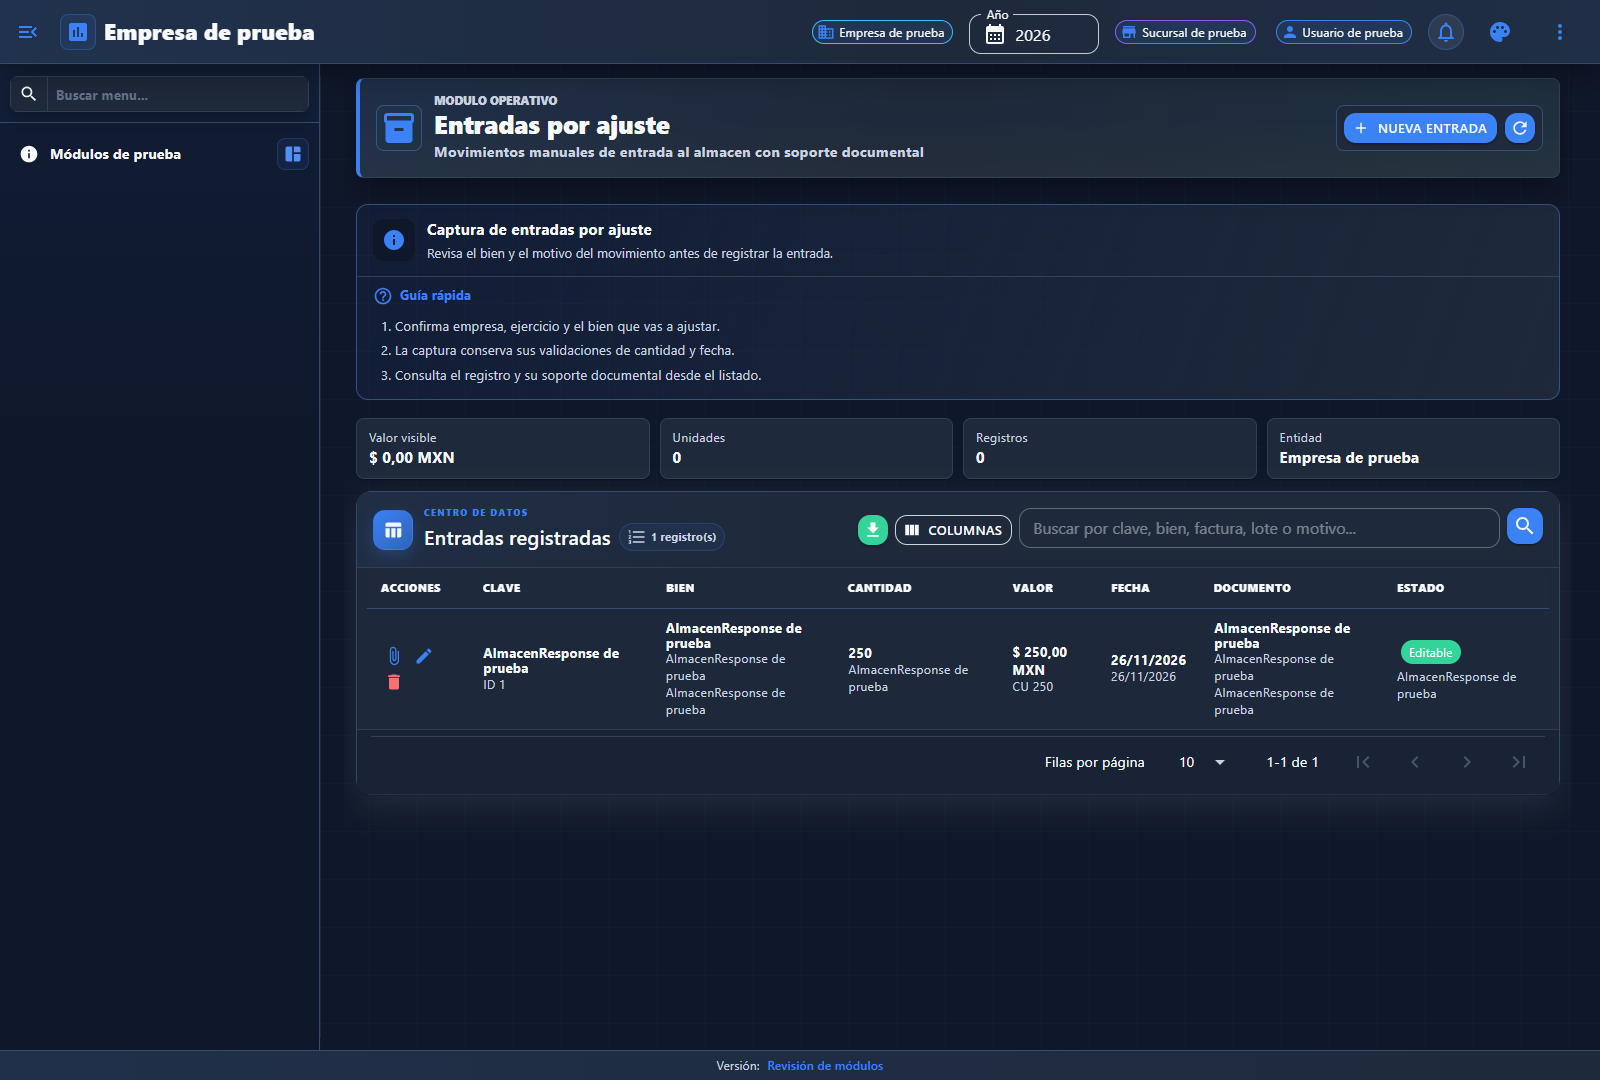 Empresa de prueba
Empresa de prueba
Año
2026
Sucursal de prueba
Usuario de prueba
Buscar menu...
Módulos de prueba
MODULO OPERATIVO
Entradas por ajuste
Movimientos manuales de entrada al almacen con soporte documental
NUEVA ENTRADA
Captura de entradas por ajuste
Revisa el bien y el motivo del movimiento antes de registrar la entrada.
Guía rápida
1. Confirma empresa, ejercicio y el bien que vas a ajustar.
2. La captura conserva sus validaciones de cantidad y fecha.
3. Consulta el registro y su soporte documental desde el listado.
Valor visible
$ 0,00 MXN
Unidades
0
Registros
0
Entidad
Empresa de prueba
CENTRO DE DATOS
Entradas registradas
1 registro(s)
COLUMNAS
Buscar por clave, bien, factura, lote o motivo...
ACCIONES CLAVE BIEN CANTIDAD VALOR FECHA DOCUMENTO ESTADO
AlmacenResponse de
prueba
ID 1
AlmacenResponse de
prueba
AlmacenResponse de
prueba
AlmacenResponse de
prueba
250
AlmacenResponse de
prueba
$ 250,00
MXN
CU 250
26/11/2026
26/11/2026
AlmacenResponse de
prueba
AlmacenResponse de
prueba
AlmacenResponse de
prueba
Editable
AlmacenResponse de
prueba
Filas por página
10
1-1 de 1
Versión: Revisión de módulos